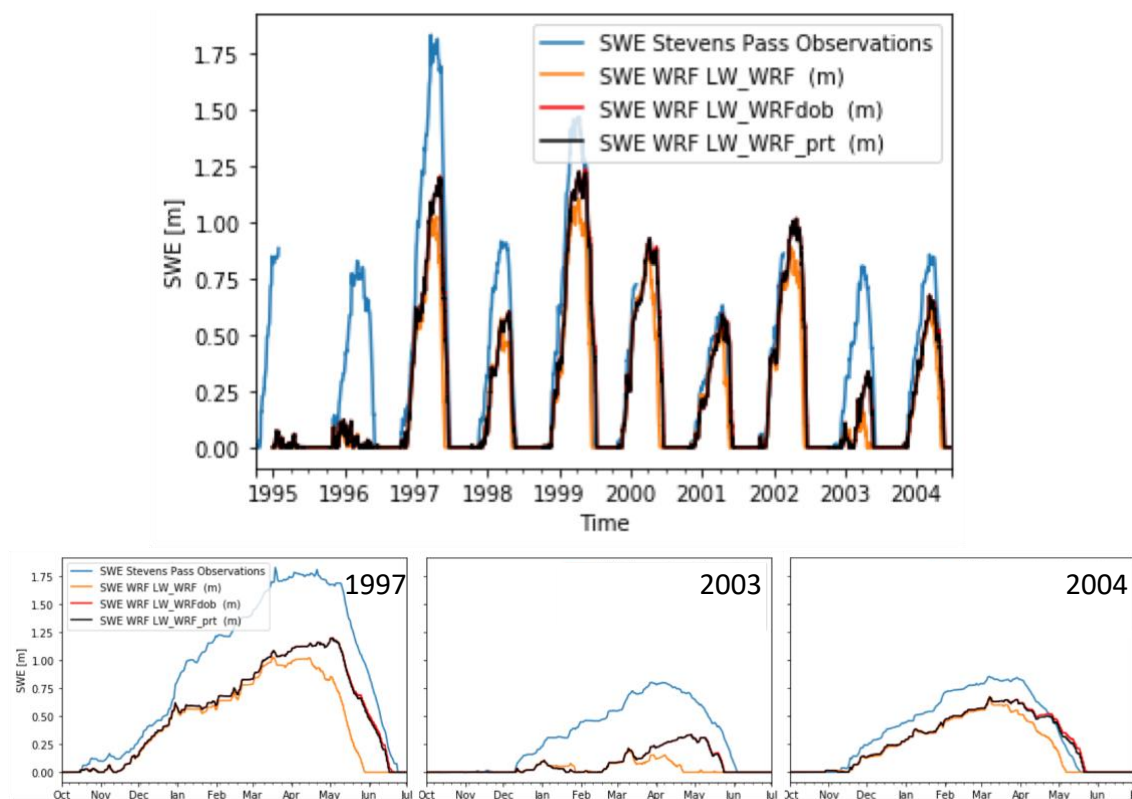 SWE [m]
1.75
1.50
1.25
1.00
0.75
0.50
0.25
0.00
SWE Stevens Pass Observations
SWE WRF LW_WRF (m)
SWE WRF LW_WRFdob (m)
SWE WRF LW_WRF_prt (m)
1995 1996 1997 1998 1999 2000 2001 2002 2003 2004
Time
SWE [m]
1.75
1.50
1.25
1.00
0.75
0.50
0.25
0.00
SWE Stevens Pass Observations
SWE WRF LW_WRF (m)
SWE WRF LW_WRFdob (m)
SWE WRF LW_WRF_prt (m)
1997
Oct Nov Dec Jan Feb Mar Apr May Jun Jul
2003
Oct Nov Dec Jan Feb Mar Apr May Jun Jul
2004
Oct Nov Dec Jan Feb Mar Apr May Jun